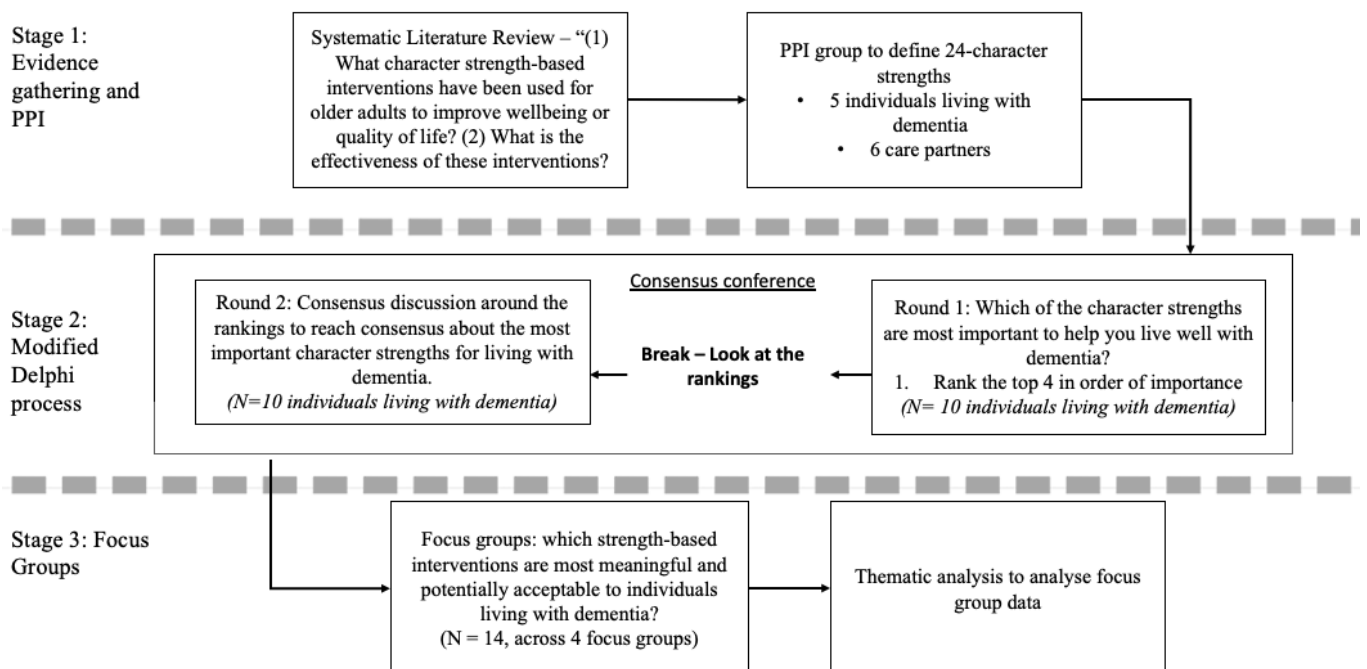 Stage 1:
Evidence
gathering and
PPI
Systematic Literature Review – “(1)
What character strength-based
interventions have been used for
older adults to improve wellbeing or
quality of life? (2) What is the
effectiveness of these interventions?
PPI group to define 24-character
strengths
• 5 individuals living with
dementia
• 6 care partners
Stage 2:
Modified
Delphi
process
Consensus conference
Round 1: Which of the character strengths
are most important to help you live well with
dementia?
1. Rank the top 4 in order of importance
(N= 10 individuals living with dementia)
Break – Look at the
rankings
Round 2: Consensus discussion around the
rankings to reach consensus about the most
important character strengths for living with
dementia.
(N=10 individuals living with dementia)
Stage 3: Focus
Groups
Focus groups: which strength-based
interventions are most meaningful and
potentially acceptable to individuals
living with dementia?
(N = 14, across 4 focus groups)
Thematic analysis to analyse focus
group data